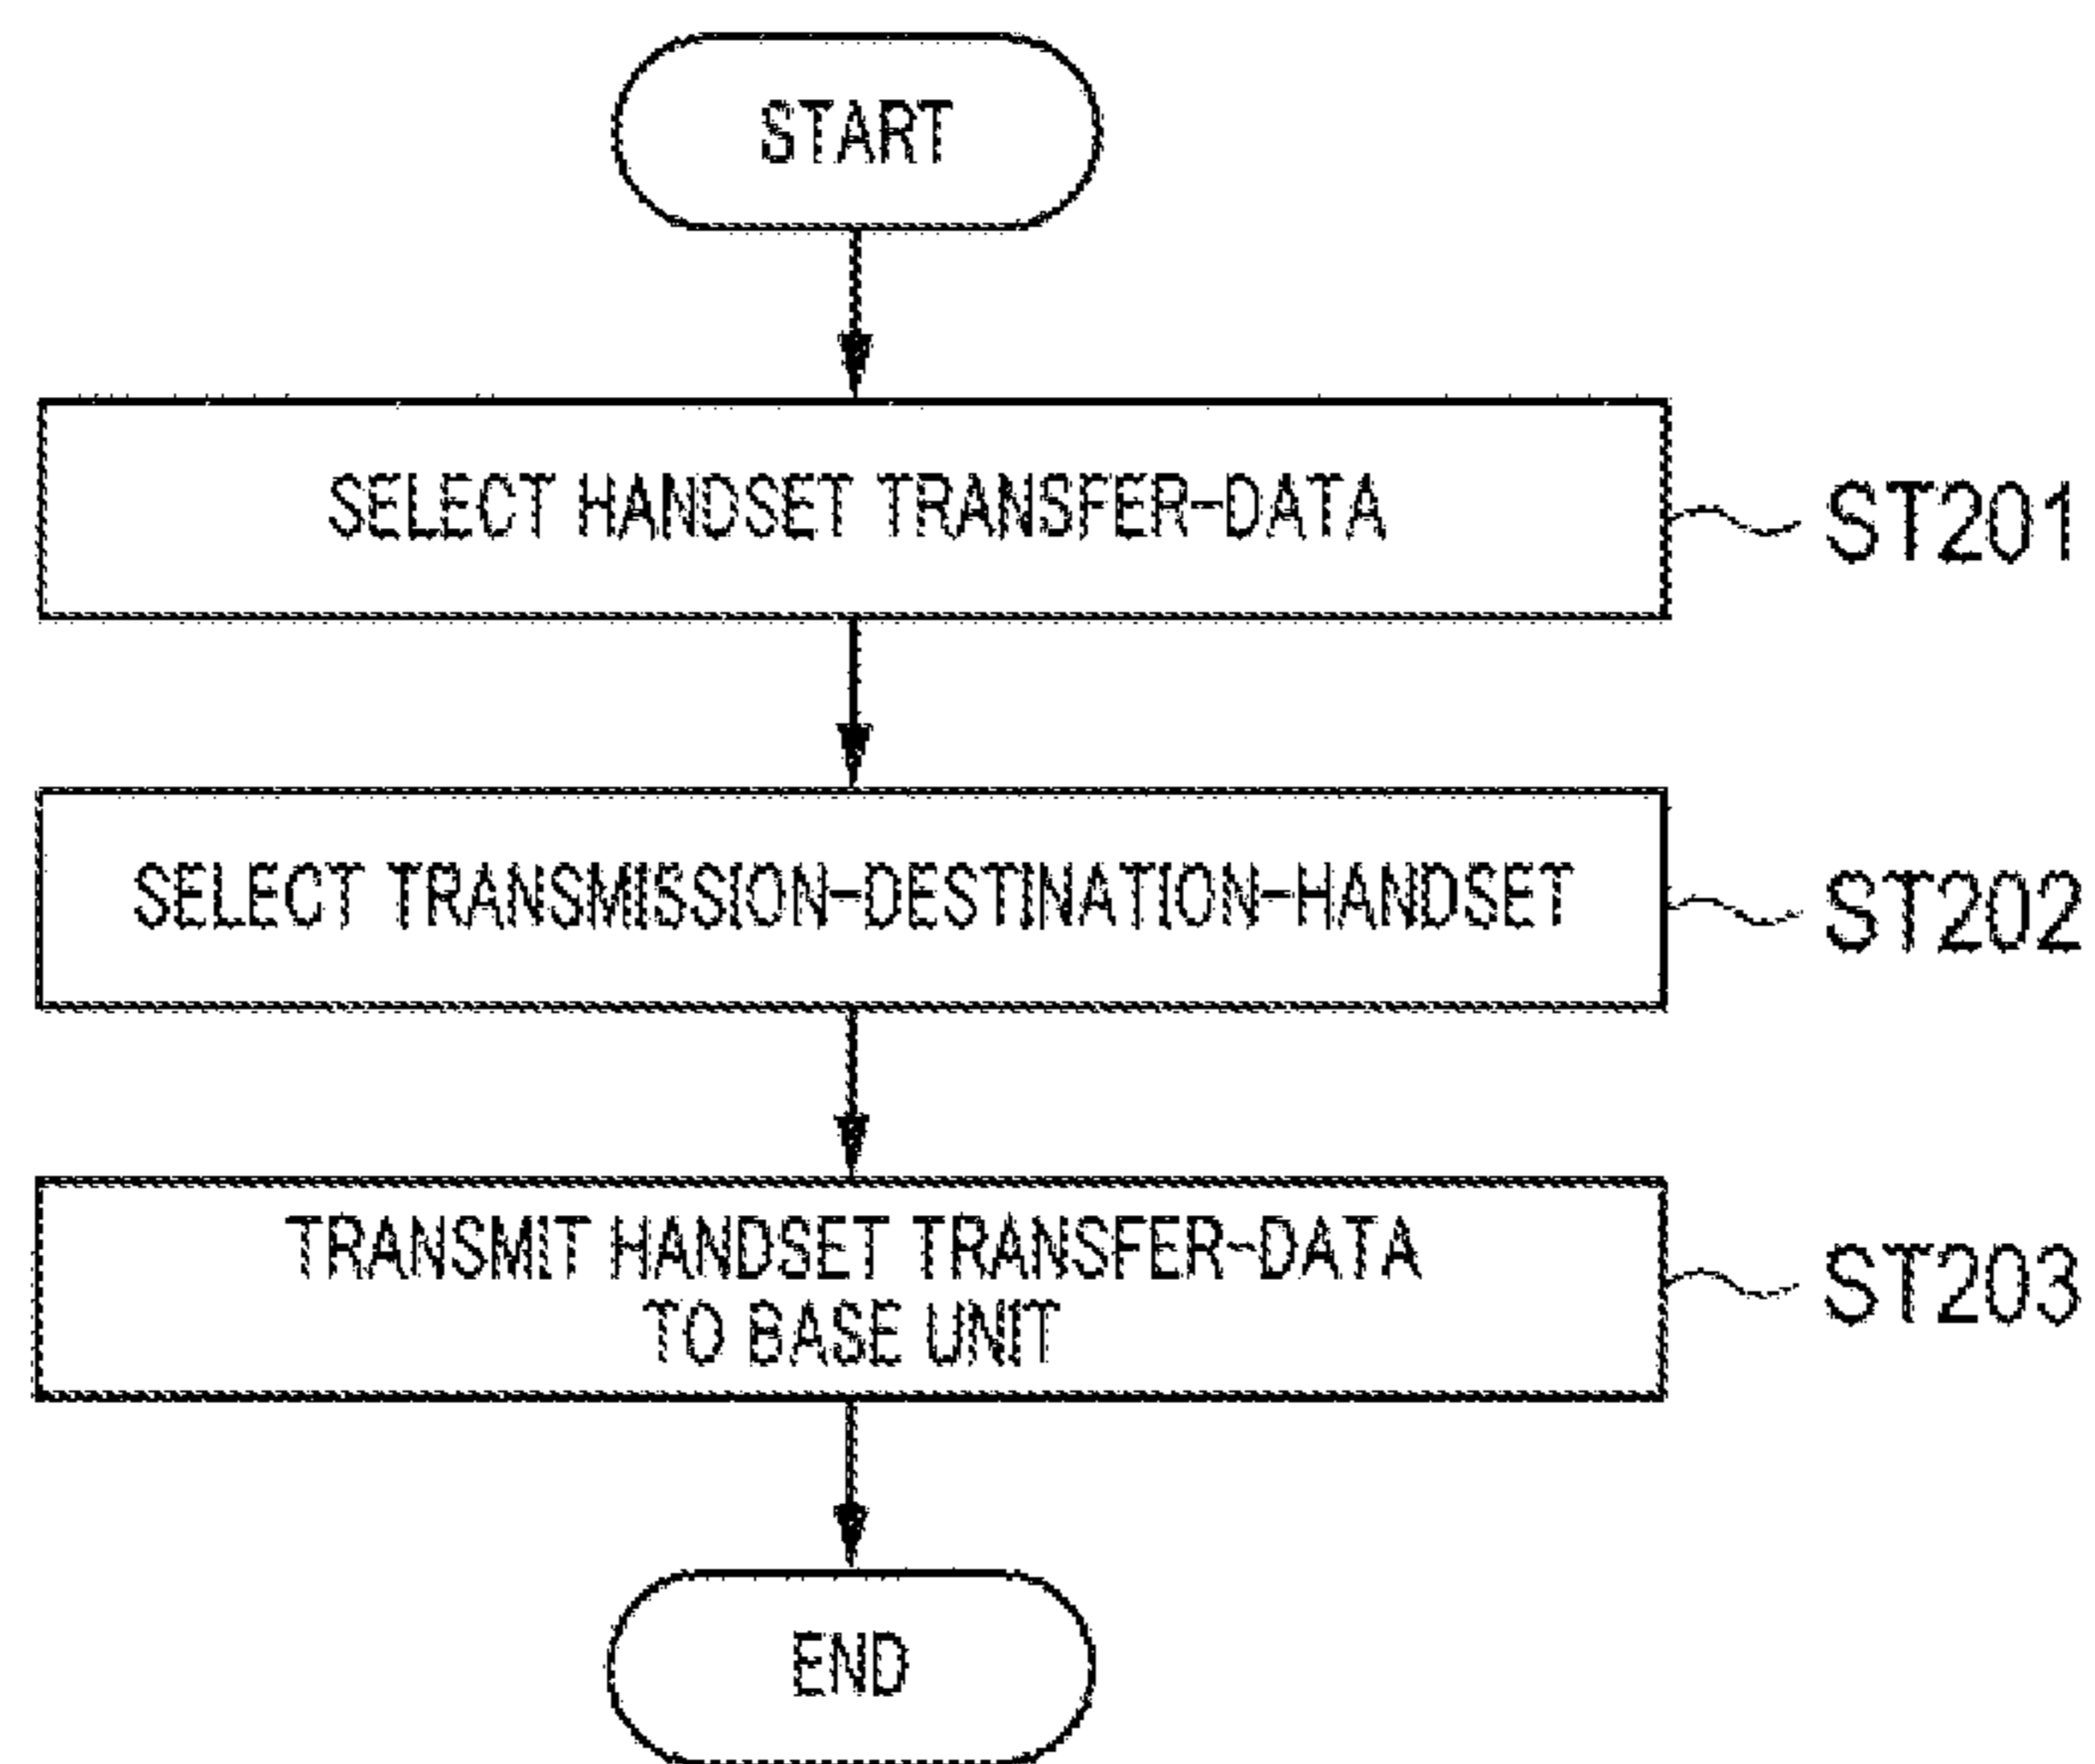 START
SELECT HANDSET TRANSFER-DATA
ST201
SELECT TRANSMISSION-DESTINATION-HANDSET
ST202
TRANSMIT HANDSET TRANSFER-DATA
TO BASE UNIT
ST203
END